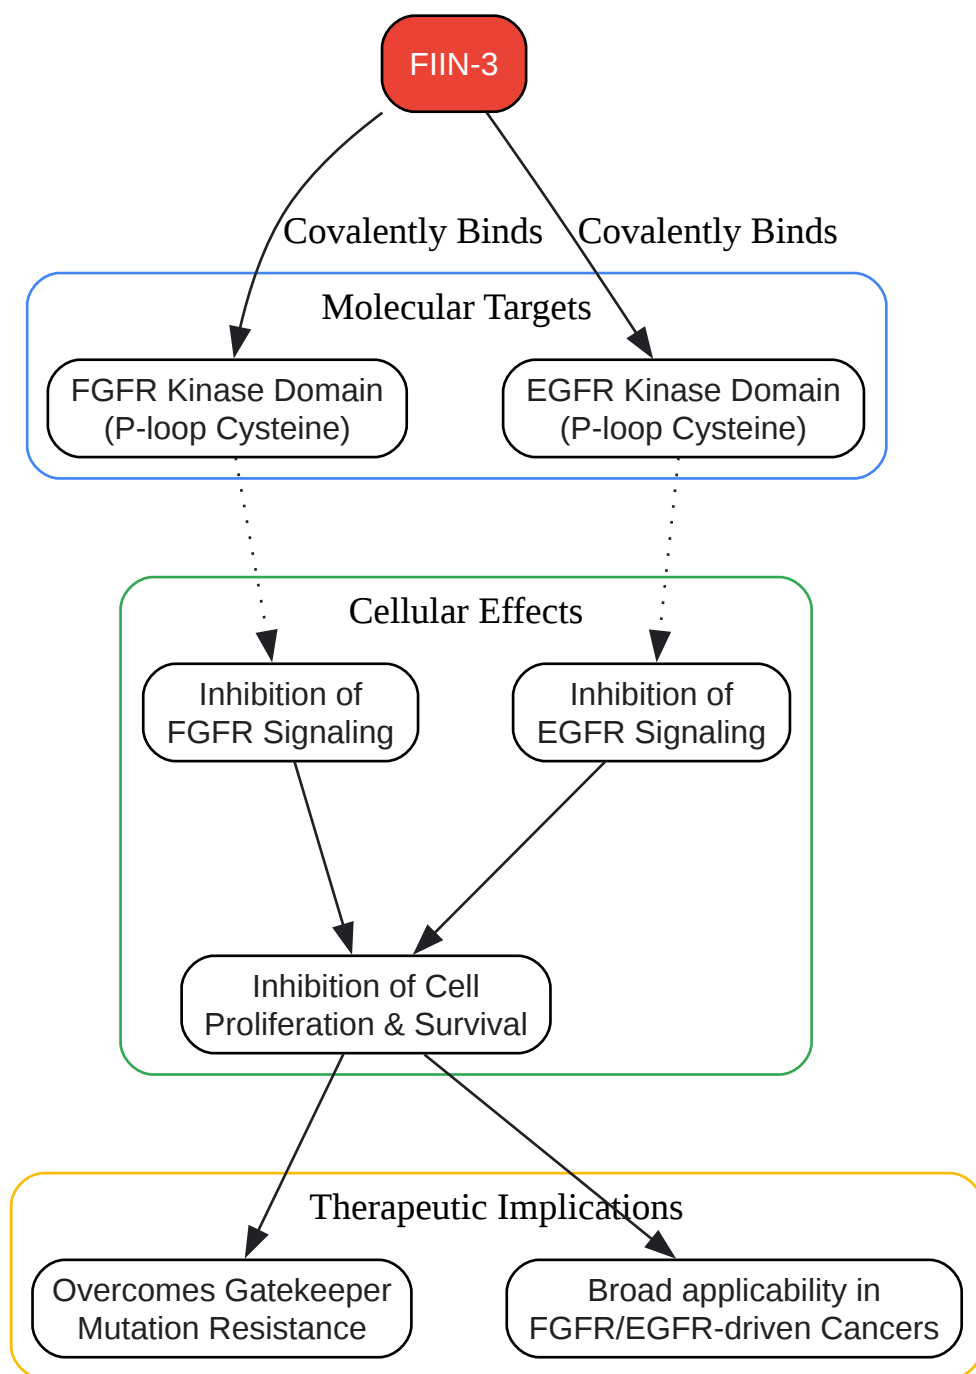 FIIN-3
Covalently Binds
Covalently Binds
Molecular Targets
FGFR Kinase Domain
(P-loop Cysteine)
EGFR Kinase Domain
(P-loop Cysteine)
Cellular Effects
Inhibition of
FGFR Signaling
Inhibition of
EGFR Signaling
Inhibition of Cell
Proliferation & Survival
Therapeutic Implications
Overcomes Gatekeeper
Mutation Resistance
Broad applicability in
FGFR/EGFR-driven Cancers